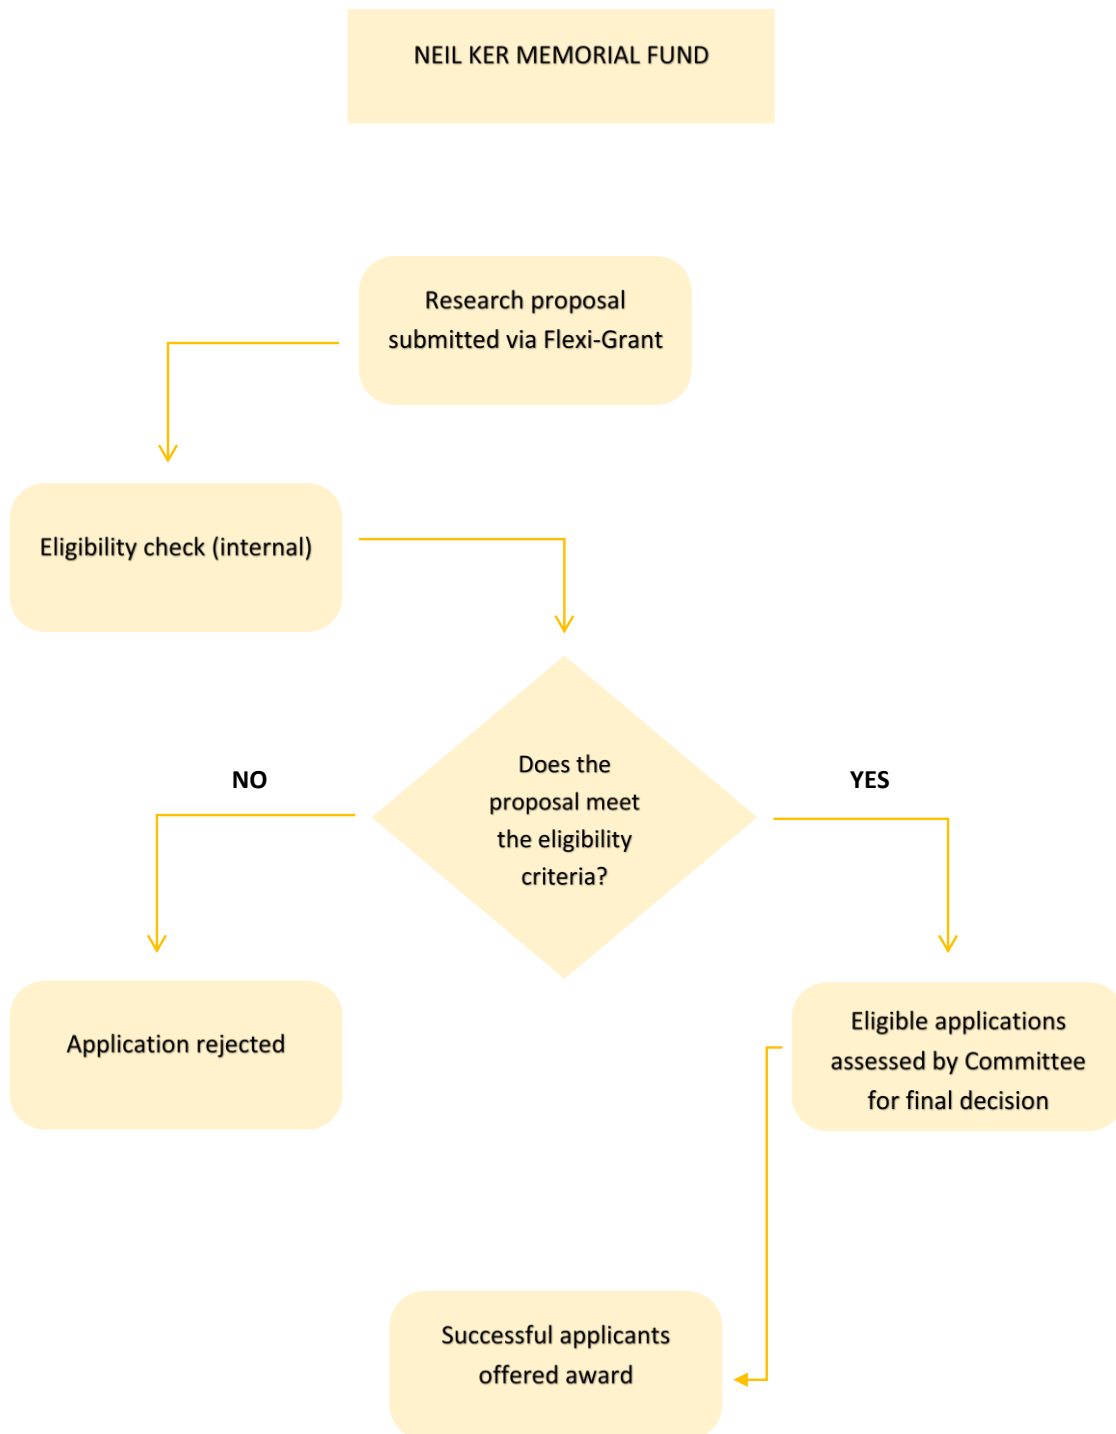 NEIL KER MEMORIAL FUND
Research proposal
submitted via Flexi-Grant
Eligibility check (internal)
Does the
proposal meet
the eligibility
criteria?
NO
YES
Application rejected
Eligible applications
assessed by Committee
for final decision
Successful applicants
offered award